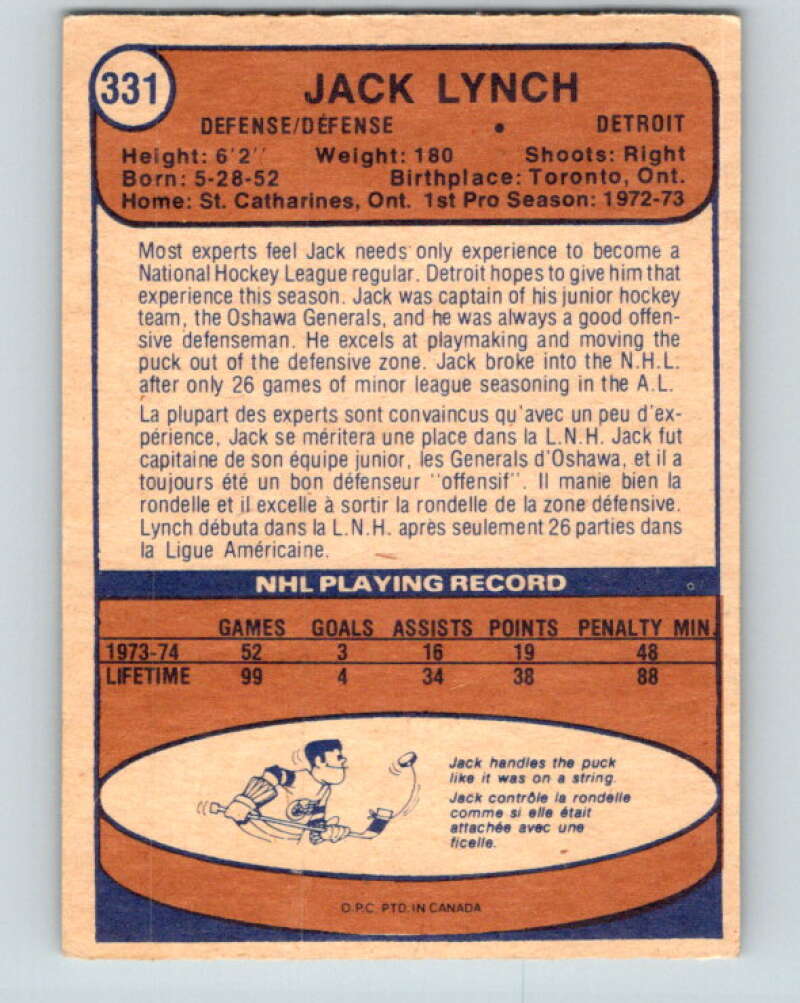 331
JACK LYNCH
DEFENSE/DÉFENSE • DETROIT
Height: 6'2'' Weight: 180 Shoots: Right
Born: 5-28-52 Birthplace: Toronto, Ont.
Home: St. Catharines, Ont. 1st Pro Season: 1972-73
Most experts feel Jack needs only experience to become a
National Hockey League regular. Detroit hopes to give him that
experience this season. Jack was captain of his junior hockey
team, the Oshawa Generals, and he was always a good offen-
sive defenseman. He excels at playmaking and moving the
puck out of the defensive zone. Jack broke into the N.H.L.
after only 26 games of minor league seasoning in the A.L.
La plupart des experts sont convaincus qu'avec un peu d'ex-
périence, Jack se méritera une place dans la L.N.H. Jack fut
capitaine de son équipe junior, les Generals d'Oshawa, et il a
toujours été un bon défenseur "offensif". Il manie bien la
rondelle et il excelle à sortir la rondelle de la zone défensive.
Lynch débuta dans la L.N.H. après seulement 26 parties dans
la Ligue Américaine.
NHL PLAYING RECORD
GAMES GOALS ASSISTS POINTS PENALTY MIN.
1973-74 52 3 16 19 48
LIFETIME 99 4 34 38 88
Jack handles the puck
like it was on a string.
Jack contrôle la rondelle
comme si elle était
attachée avec une
ficelle.
O.P.C. PTD. IN CANADA